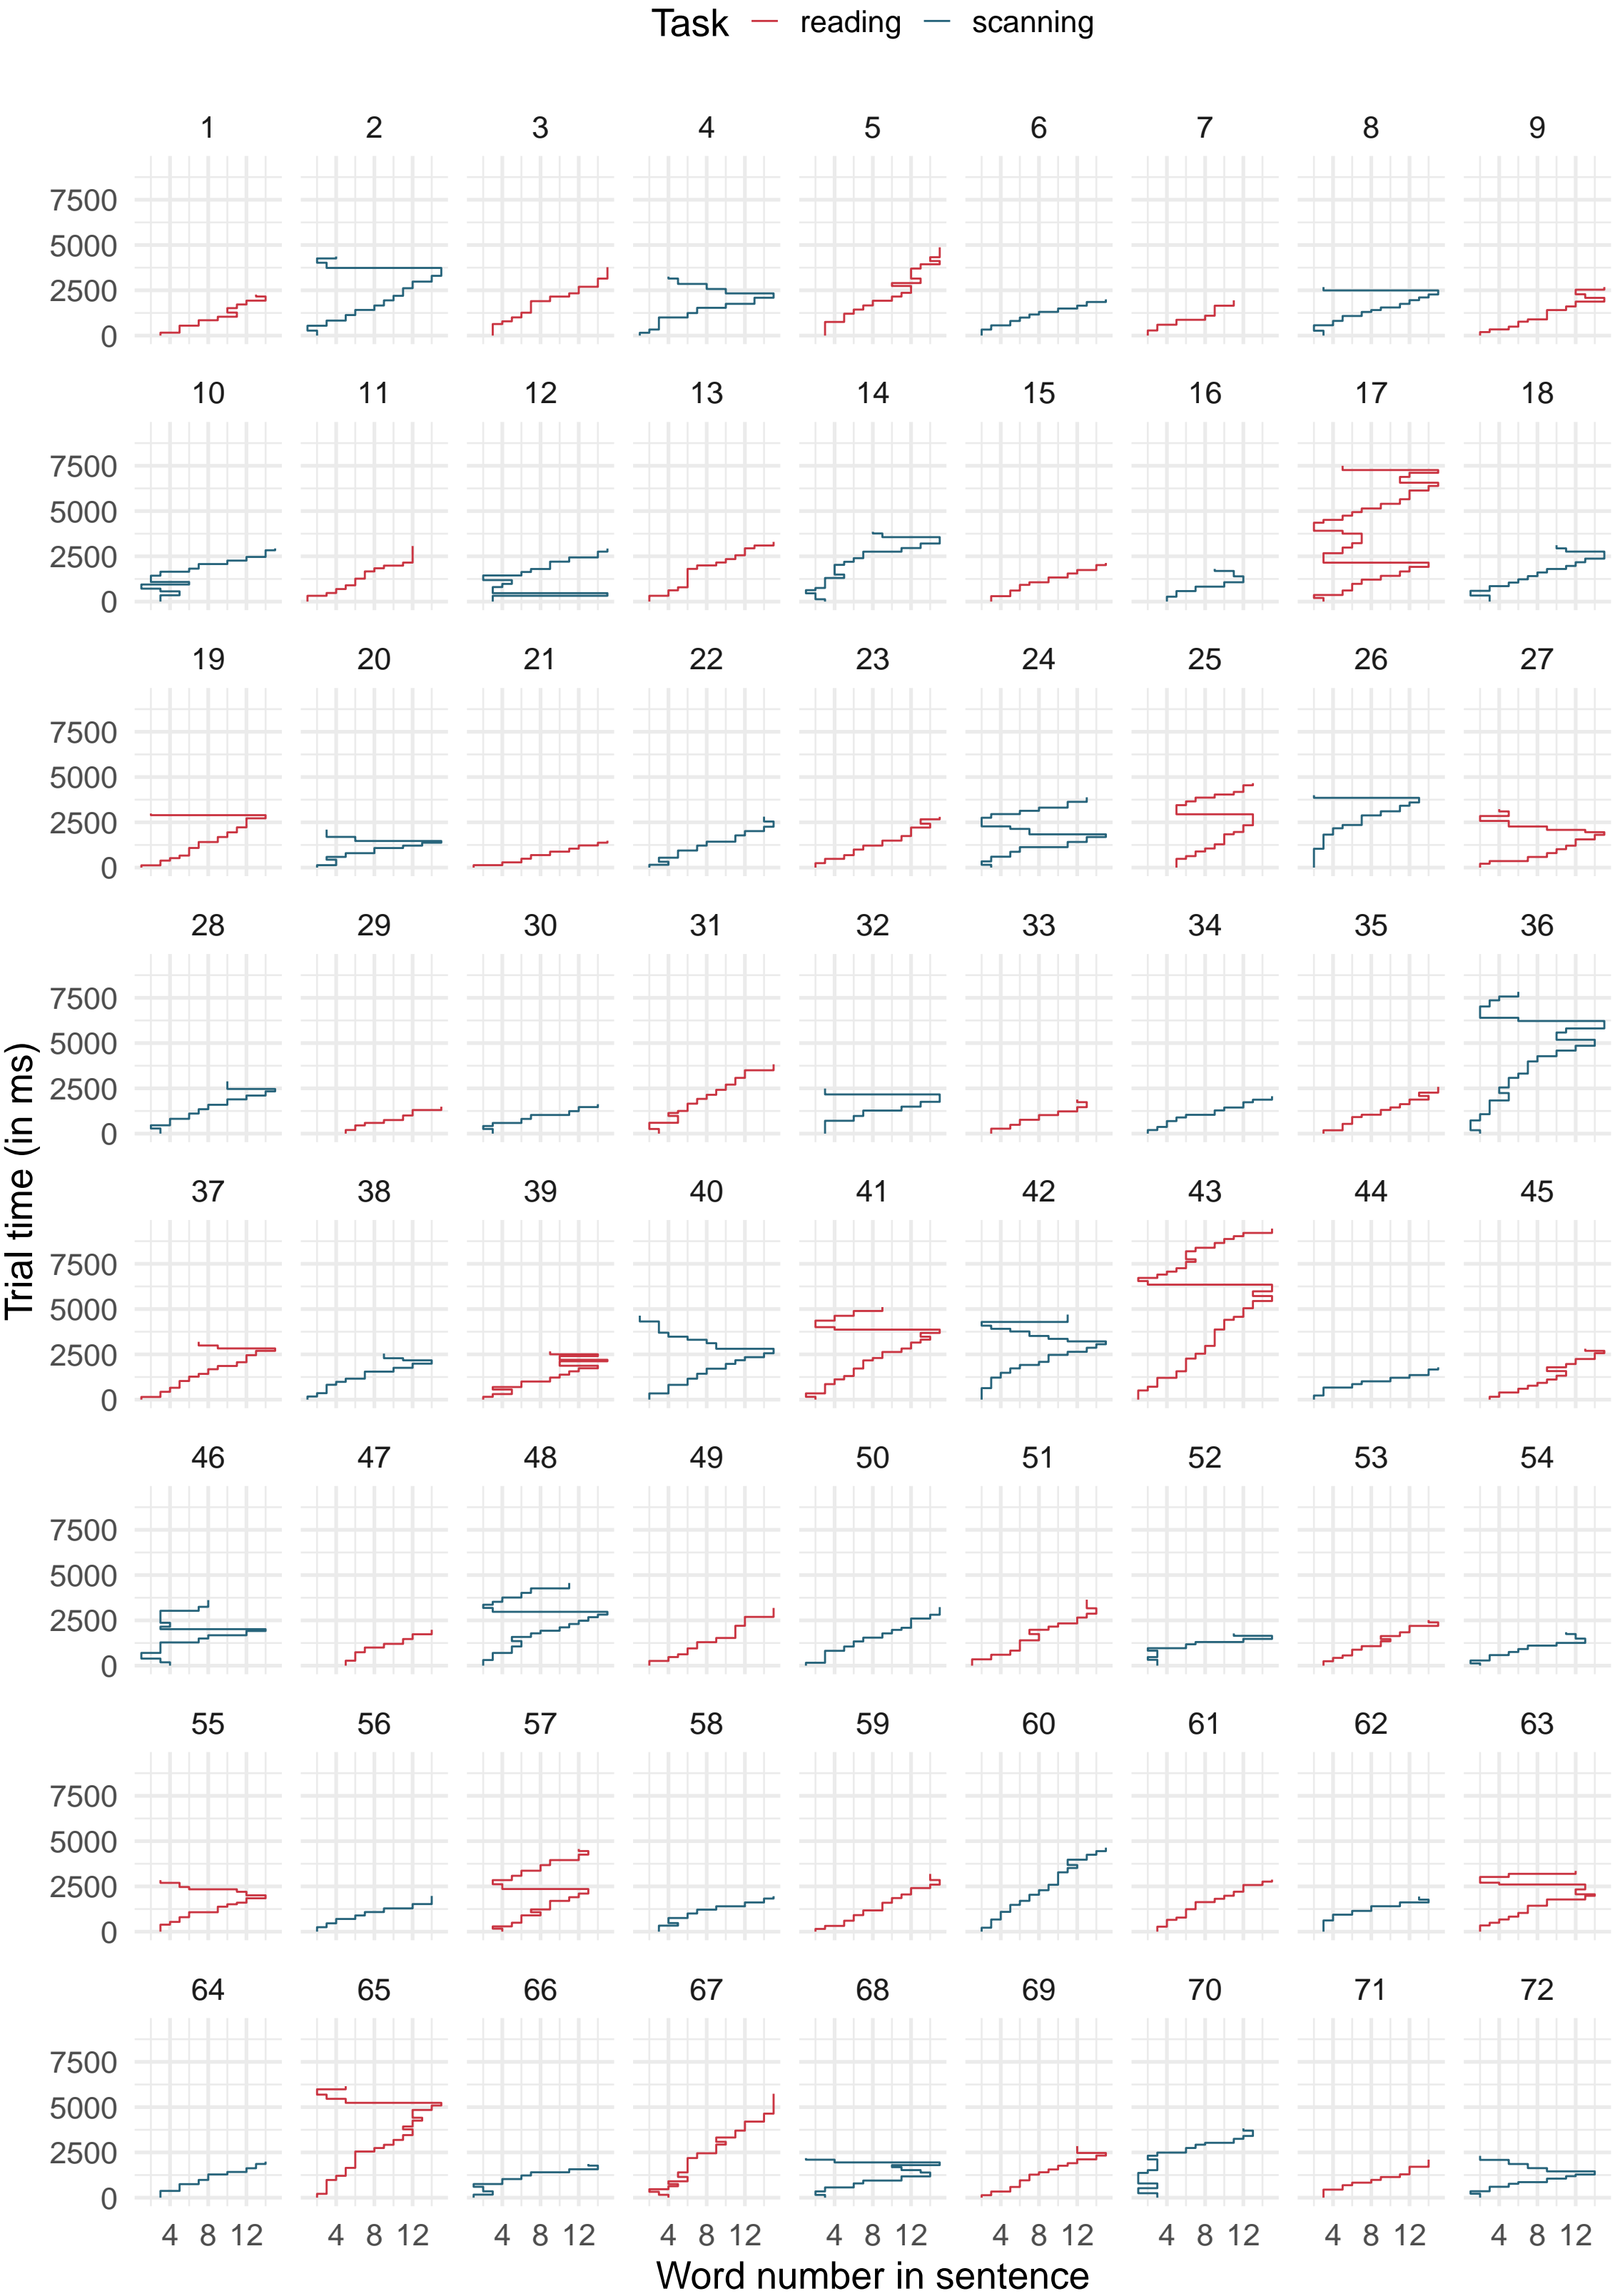 Task reading scanning
1 2 3 4 5 6 7 8 9
7500
5000
2500
0
10 11 12 13 14 15 16 17 18
7500
5000
2500
0
19 20 21 22 23 24 25 26 27
7500
5000
2500
0
28 29 30 31 32 33 34 35 36
7500
5000
2500
0
37 38 39 40 41 42 43 44 45
7500
5000
2500
0
46 47 48 49 50 51 52 53 54
7500
5000
2500
0
55 56 57 58 59 60 61 62 63
7500
5000
2500
0
64 65 66 67 68 69 70 71 72
7500
5000
2500
0
4 8 12 4 8 12 4 8 12 4 8 12 4 8 12 4 8 12 4 8 12 4 8 12 4 8 12
Word number in sentence
Trial time (in ms)